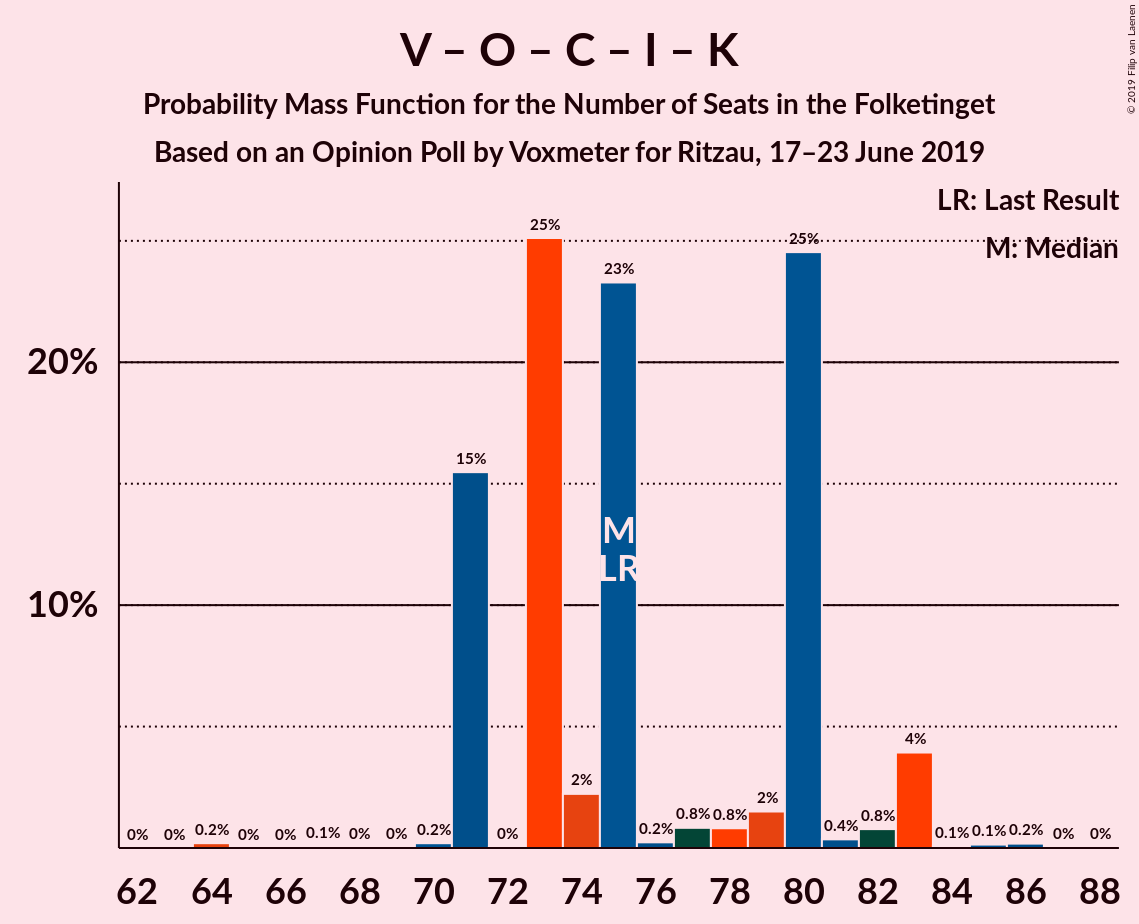 V – O – C – I – K
Probability Mass Function for the Number of Seats in the Folketinget
Based on an Opinion Poll by Voxmeter for Ritzau, 17–23 June 2019
© 2019 Filip van Laenen
LR: Last Result
M: Median
20%
10%
0% 0% 0.2% 0% 0% 0.1% 0% 0% 0.2% 15% 0% 25% 2% 23% 0.2% 0.8% 0.8% 2% 25% 0.4% 0.8% 4% 0.1% 0.1% 0.2% 0% 0%
M
LR
62 64 66 68 70 72 74 76 78 80 82 84 86 88